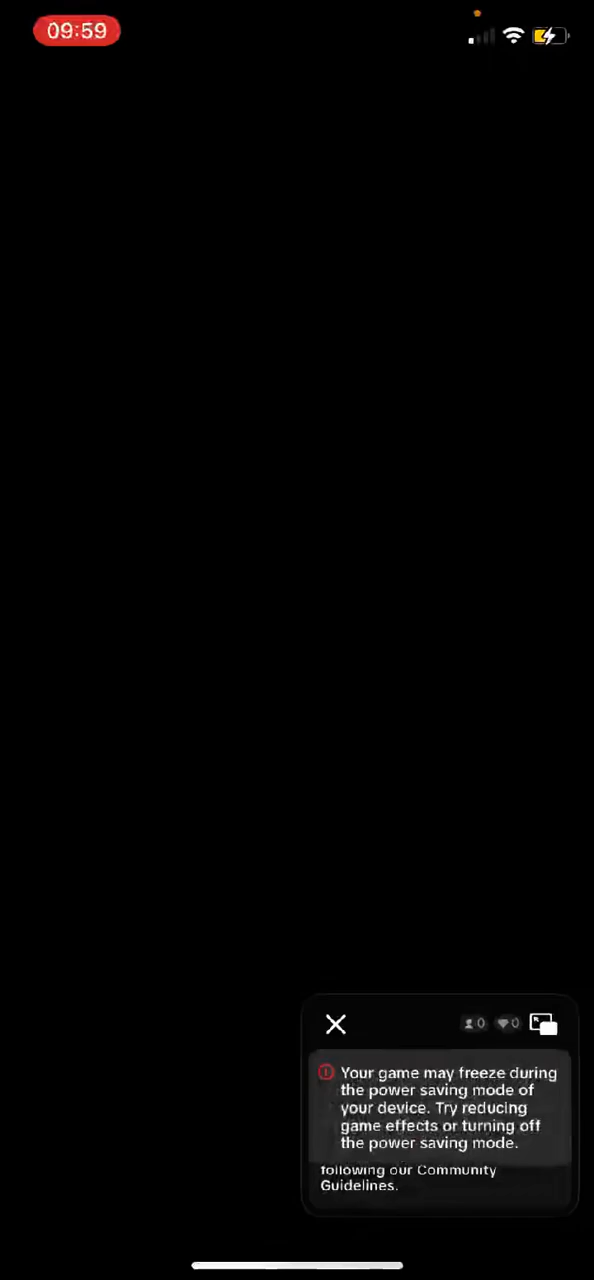 09:59
0 0
Your game may freeze during
the power saving mode of
your device. Try reducing
game effects or turning off
the power saving mode.
following our Community
Guidelines.